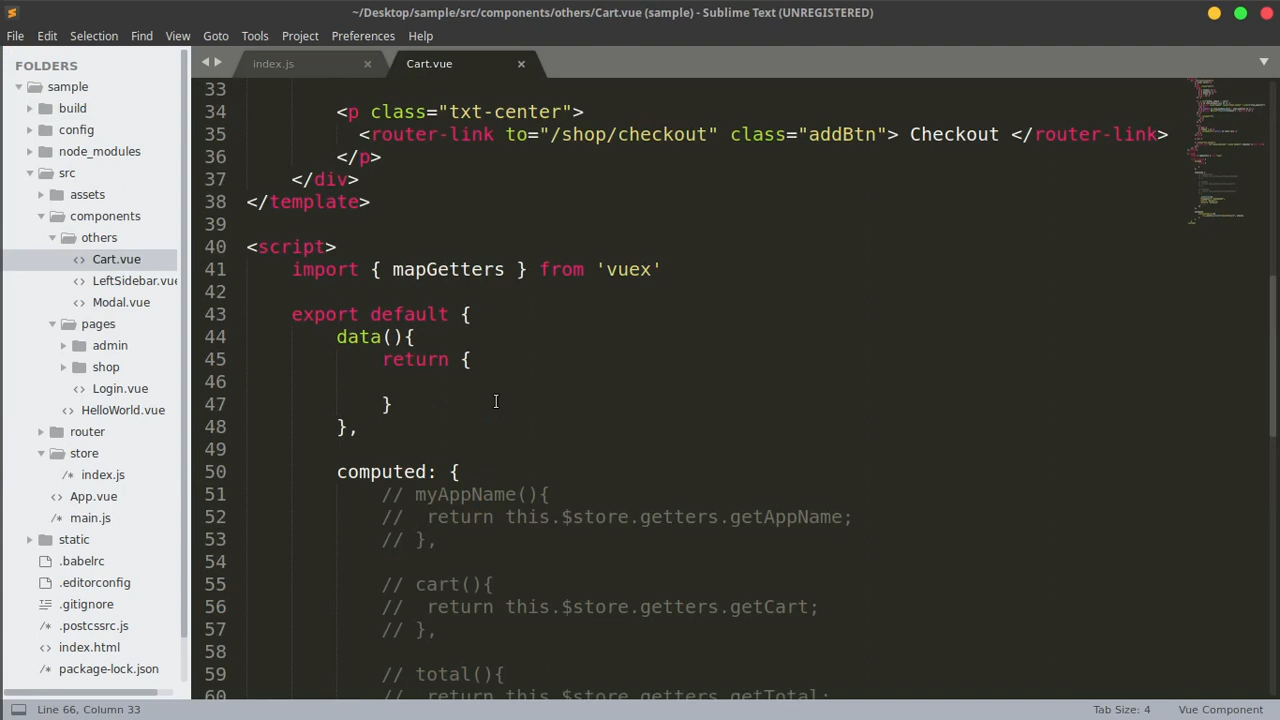 ~/Desktop/sample/src/components/others/Cart.vue (sample) - Sublime Text (UNREGISTERED)
File Edit Selection Find View Goto Tools Project Preferences Help
FOLDERS
sample
build
config
node_modules
src
assets
components
others
Cart.vue
LeftSidebar.vue
Modal.vue
pages
admin
shop
Login.vue
HelloWorld.vue
router
store
index.js
App.vue
main.js
static
.babelrc
.editorconfig
.gitignore
.postcssrc.js
index.html
package-lock.json
index.js Cart.vue
33
34 <p class="txt-center">
35 <router-link to="/shop/checkout" class="addBtn"> Checkout </router-link>
36 </p>
37 </div>
38 </template>
39
40 <script>
41 import { mapGetters } from 'vuex'
42
43 export default {
44 data(){
45 return {
46
47 }
48 },
49
50 computed: {
51 // myAppName(){
52 // return this.$store.getters.getAppName;
53 // },
54
55 // cart(){
56 // return this.$store.getters.getCart;
57 // },
58
59 // total(){
60 // return this.$store.getters.getTotal;
Line 66, Column 33
Tab Size: 4 Vue Component